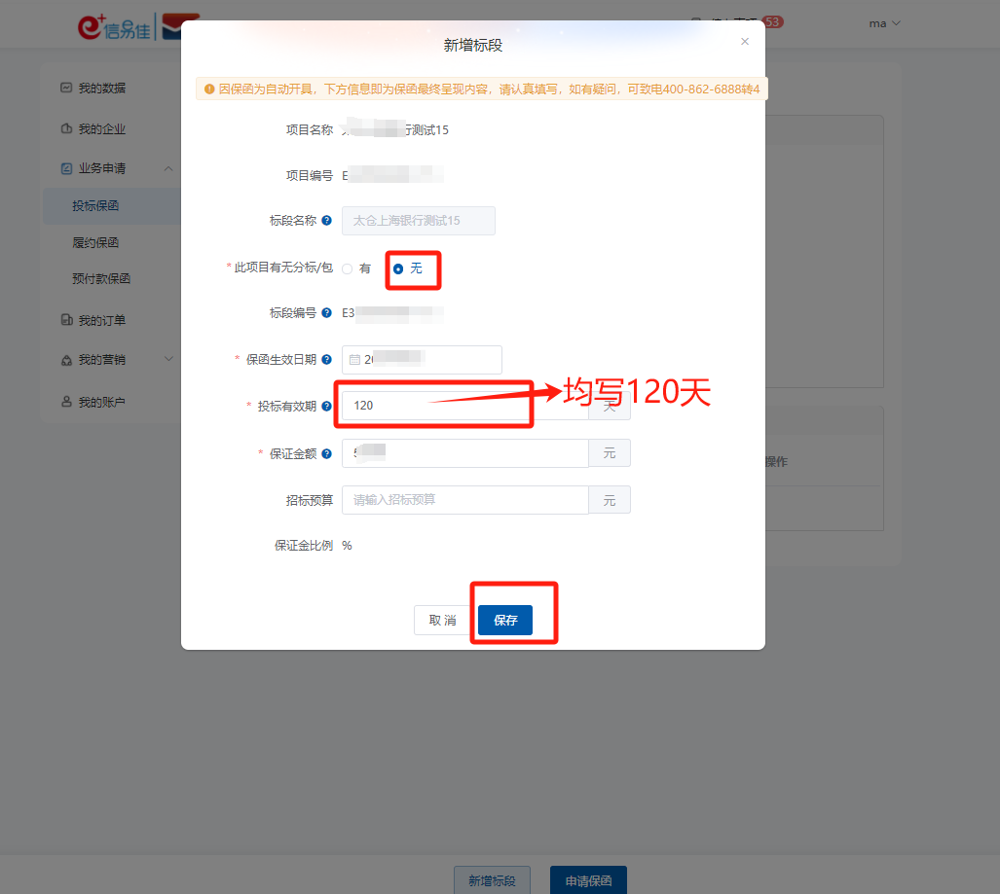 信易佳
53
ma
新增标段
因保函为自动开具，下方信息即为保函最终呈现内容，请认真填写，如有疑问，可致电400-862-6888转4
我的数据
我的企业
业务申请
投标保函
履约保函
预付款保函
我的订单
我的营销
我的账户
项目名称 行测试15
项目编号 E
标段名称 太仓上海银行测试15
* 此项目有无分标/包 有 无
标段编号 E3
* 保函生效日期 20
* 投标有效期 120 天
均写120天
* 保证金额 元
操作
招标预算 请输入招标预算 元
保证金比例 %
取 消 保存
新增标段 申请保函